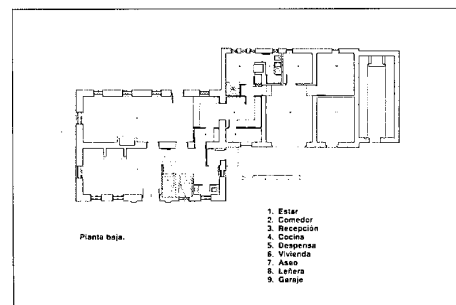 Planta baja.
1. Estar
2. Comedor
3. Recepción
4. Cocina
5. Despensa
6. Vivienda
7. Aseo
8. Leñera
9. Garaje